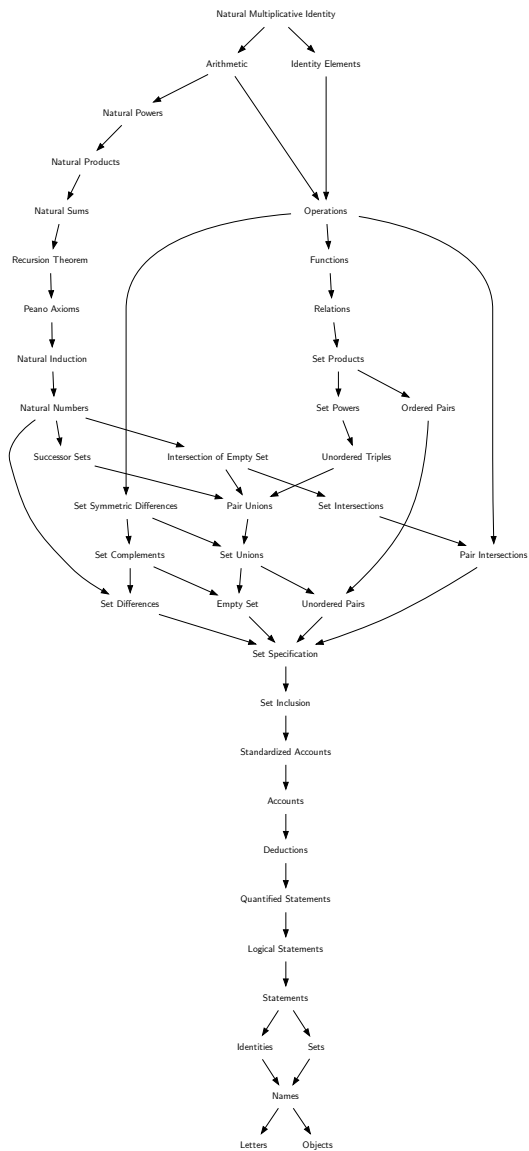 Natural Multiplicative Identity
Arithmetic
Identity Elements
Natural Powers
Natural Products
Natural Sums
Operations
Recursion Theorem
Functions
Peano Axioms
Relations
Natural Induction
Set Products
Natural Numbers
Set Powers
Ordered Pairs
Successor Sets
Intersection of Empty Set
Unordered Triples
Set Symmetric Differences
Pair Unions
Set Intersections
Set Complements
Set Unions
Pair Intersections
Set Differences
Empty Set
Unordered Pairs
Set Specification
Set Inclusion
Standardized Accounts
Accounts
Deductions
Quantified Statements
Logical Statements
Statements
Identities
Sets
Names
Letters
Objects